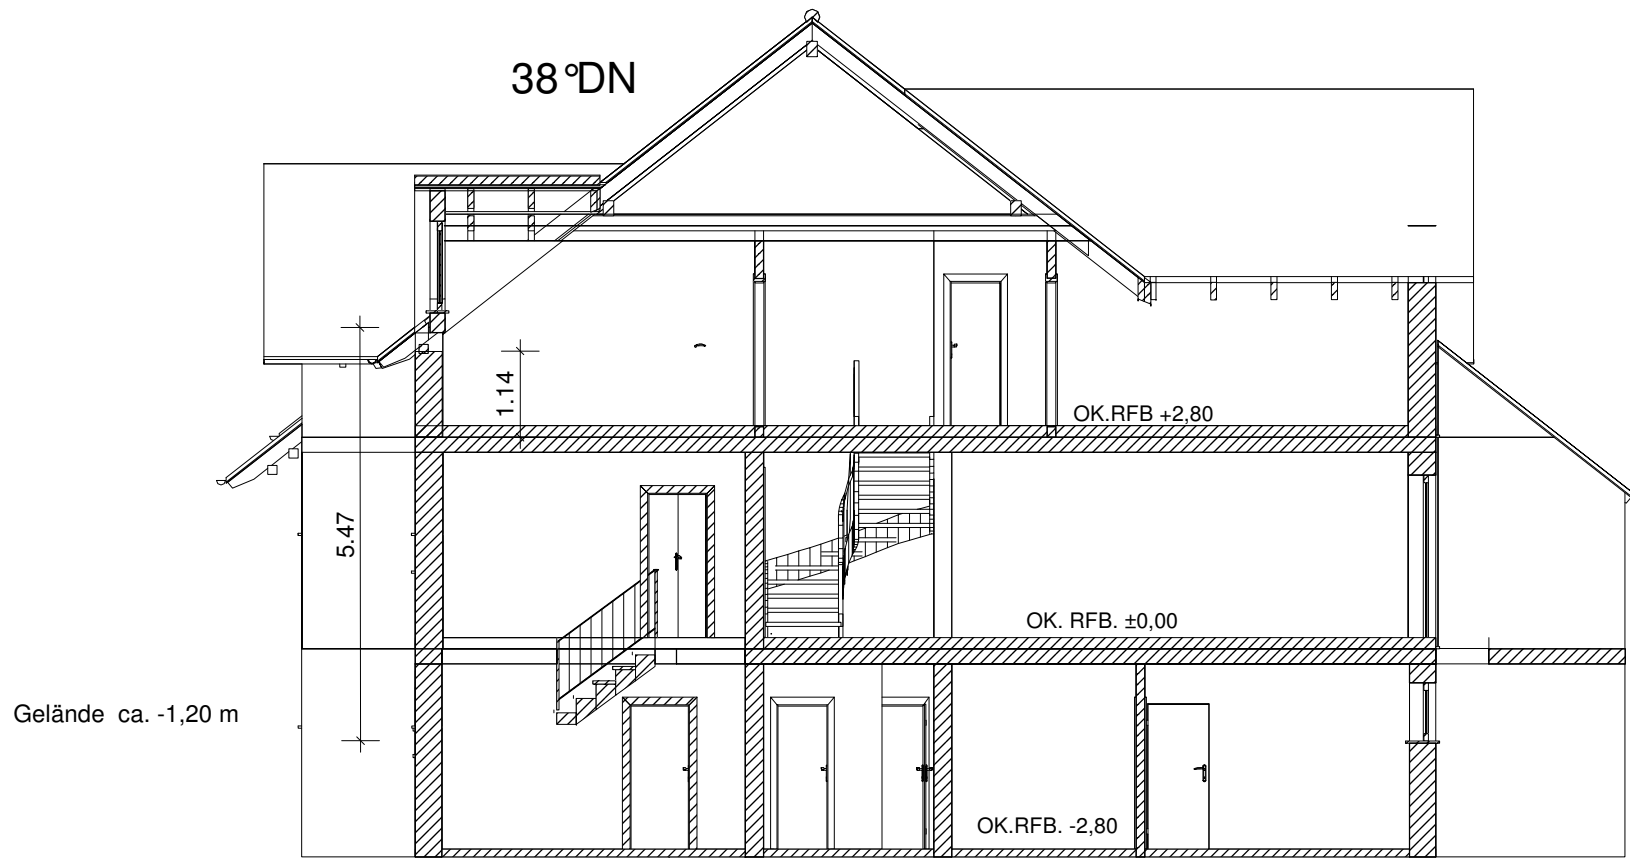 38°DN
1.14
OK.RFB +2,80
5.47
OK. RFB. ±0,00
Gelände ca. -1,20 m
OK.RFB. -2,80